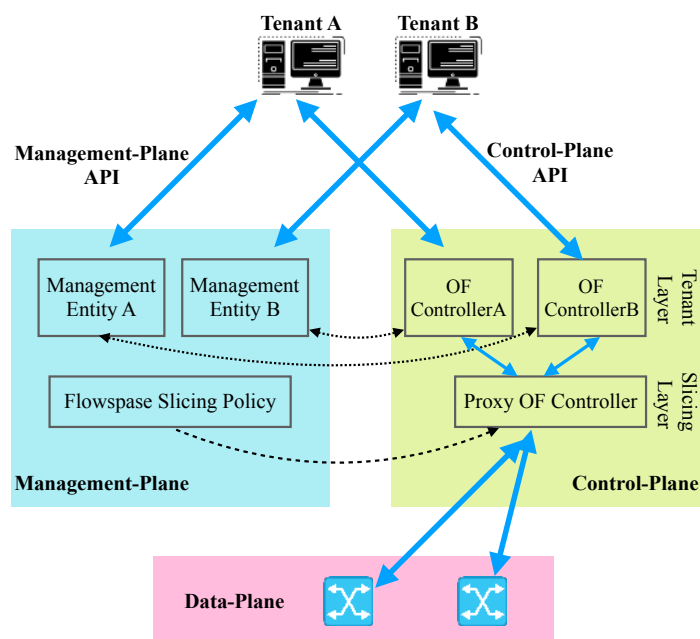 Tenant A
Tenant B
Management-Plane
API
Control-Plane
API
Management
Entity A
Management
Entity B
OF
ControllerA
OF
ControllerB
Tenant
Layer
Flowspase Slicing Policy
Proxy OF Controller
Slicing
Layer
Management-Plane
Control-Plane
Data-Plane